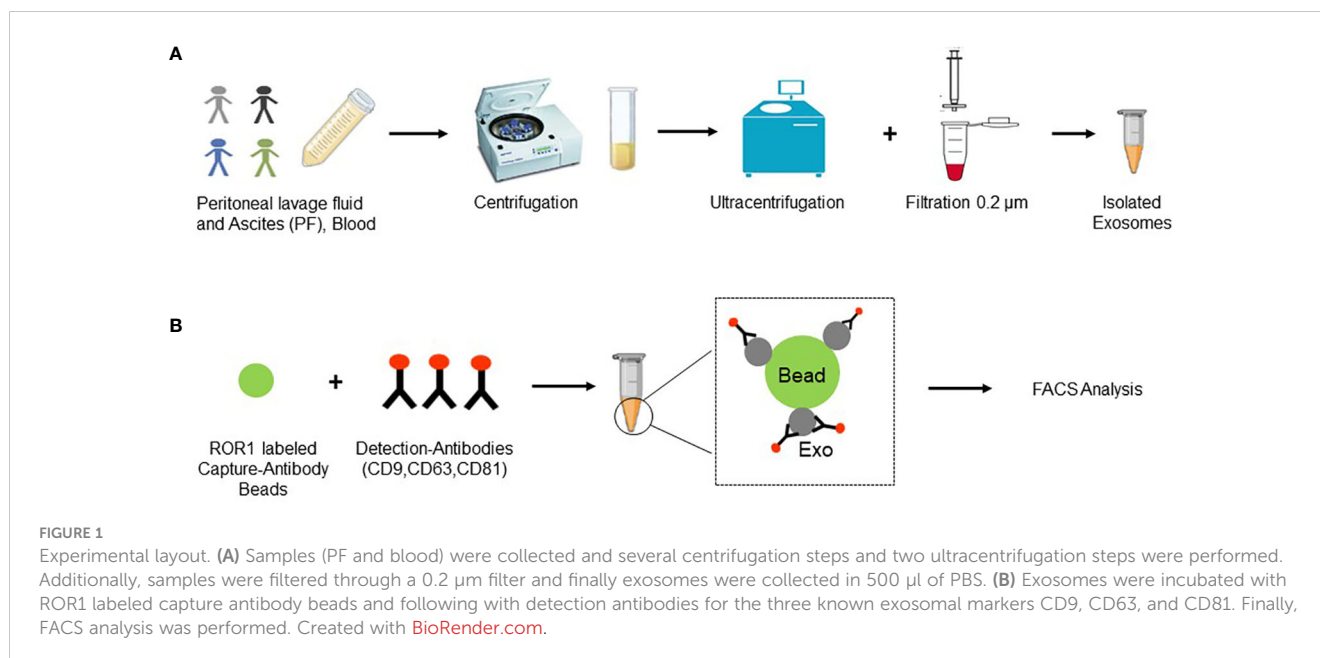 A
Peritoneal lavage fluid
and Ascites (PF), Blood
Centrifugation
Ultracentrifugation
+
Filtration 0.2 µm
Isolated
Exosomes
B
+
ROR1 labeled
Capture-Antibody
Beads
Detection-Antibodies
(CD9,CD63,CD81)
Bead
Exo
FACS Analysis
FIGURE 1
Experimental layout. (A) Samples (PF and blood) were collected and several centrifugation steps and two ultracentrifugation steps were performed.
Additionally, samples were filtered through a 0.2 µm filter and finally exosomes were collected in 500 µl of PBS. (B) Exosomes were incubated with
ROR1 labeled capture antibody beads and following with detection antibodies for the three known exosomal markers CD9, CD63, and CD81. Finally,
FACS analysis was performed. Created with BioRender.com.